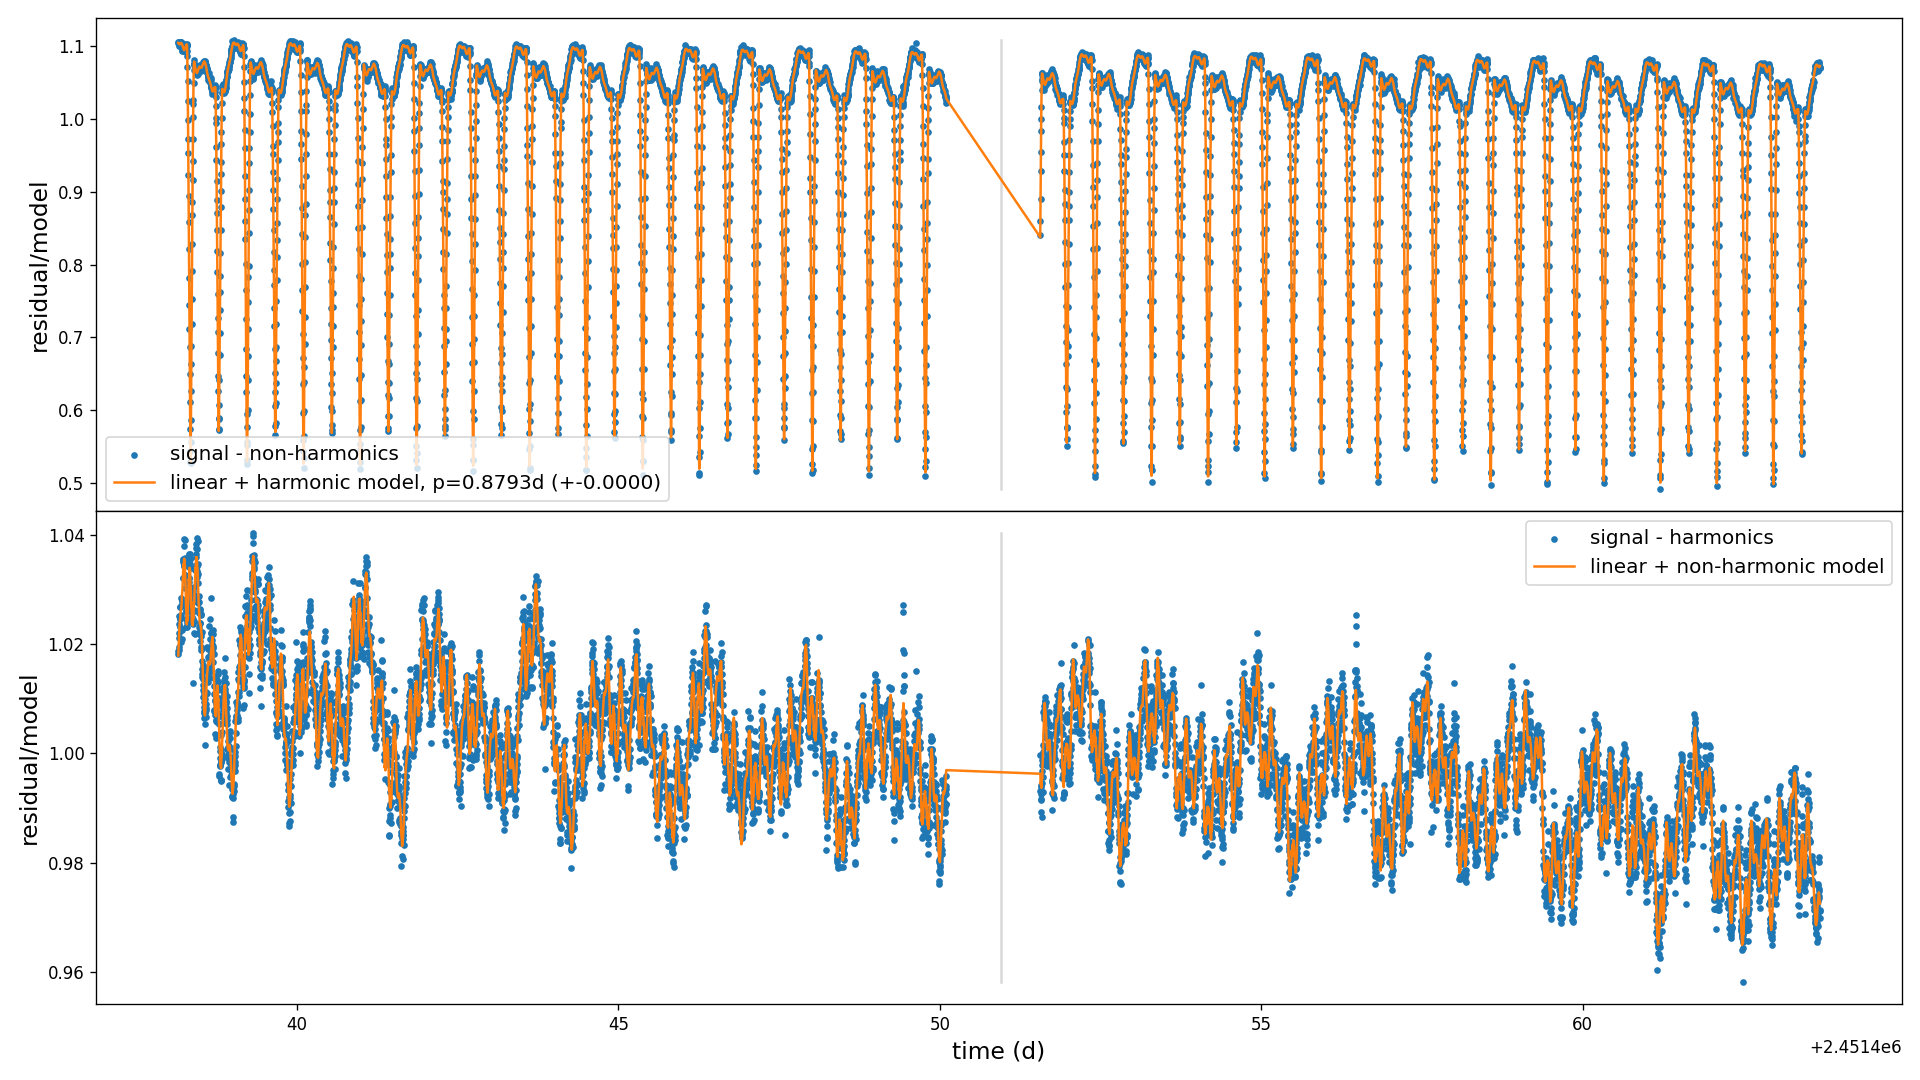 residual/model
1.1
1.0
0.9
0.8
0.7
0.6
0.5
signal - non-harmonics
linear + harmonic model, p=0.8793d (+-0.0000)
residual/model
1.04
1.02
1.00
0.98
0.96
signal - harmonics
linear + non-harmonic model
40 45 50 55 60
time (d)
+2.4514e6